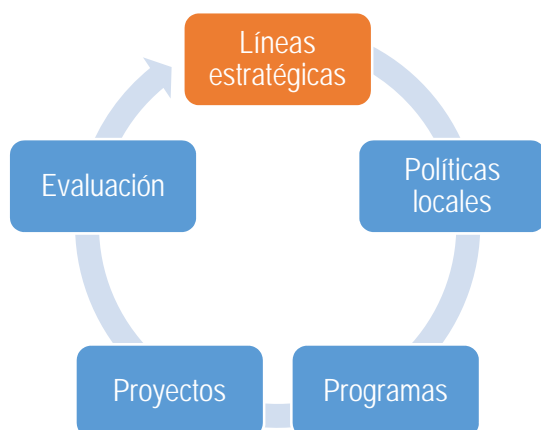 Líneas
estratégicas
Políticas
locales
Programas
Proyectos
Evaluación